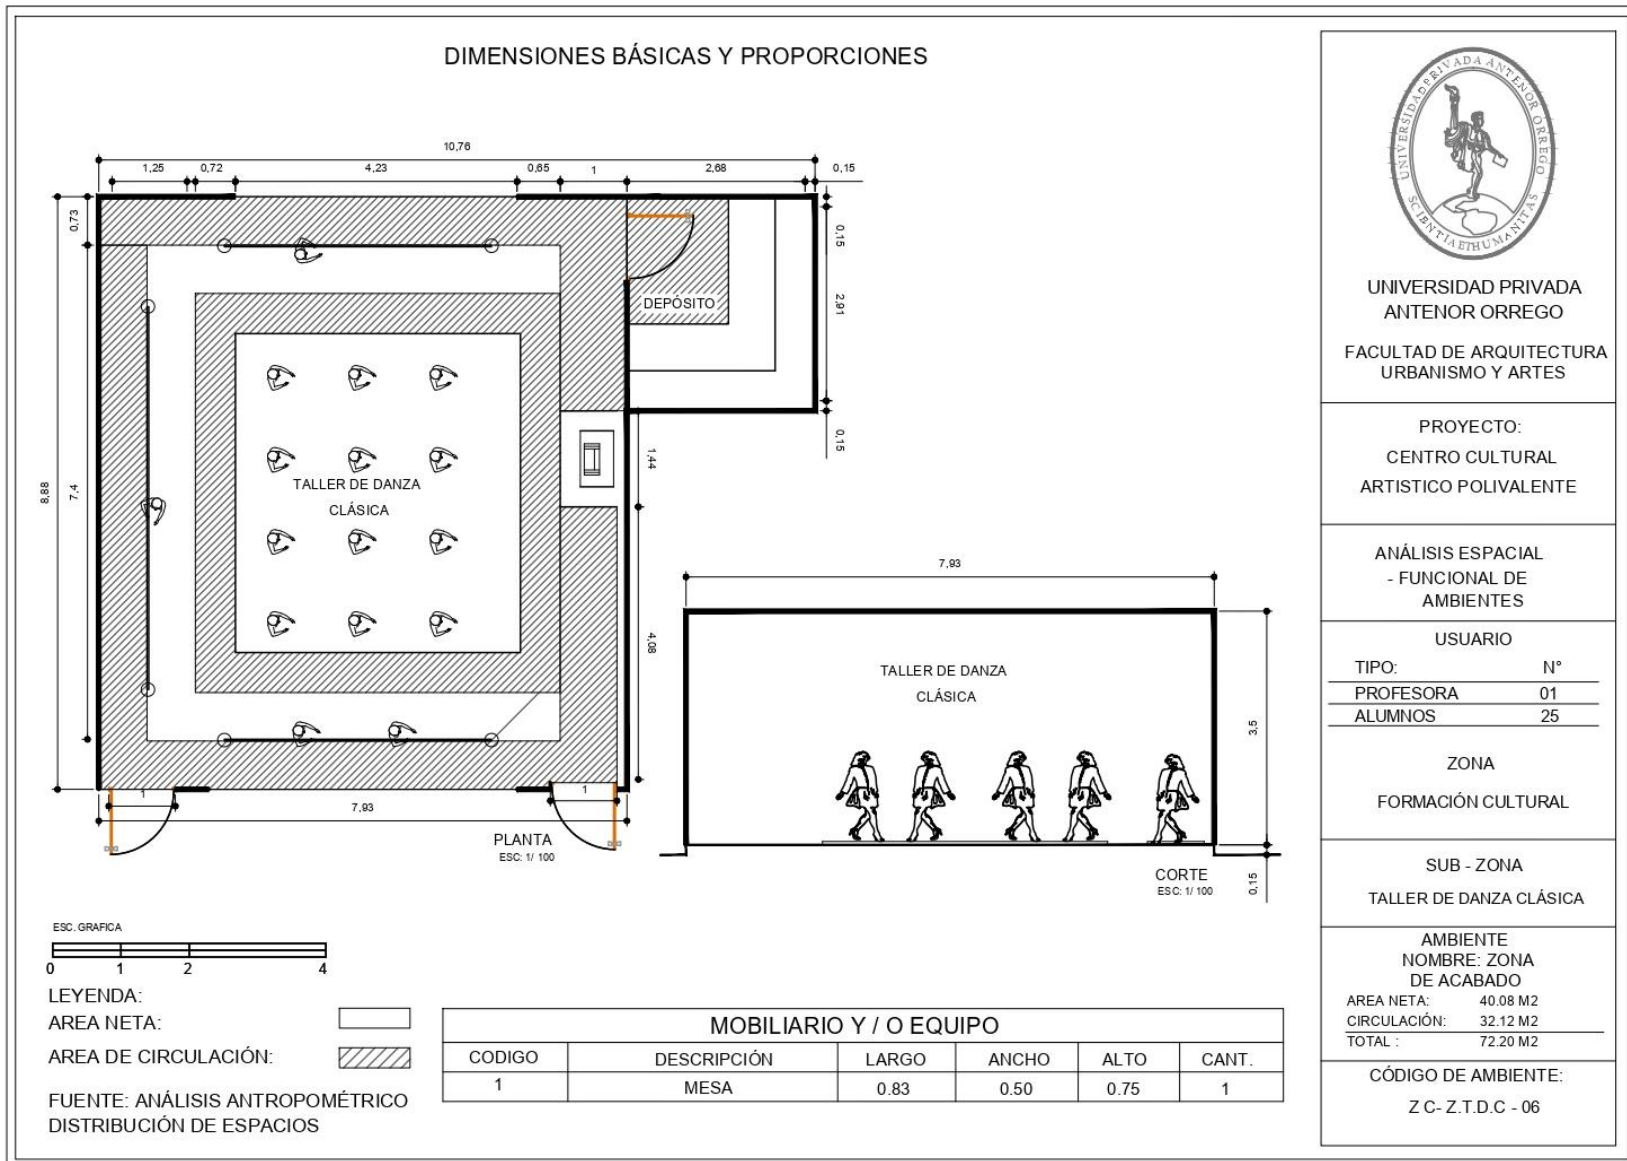 DIMENSIONES BÁSICAS Y PROPORCIONES
10,76
1,25
0,72
4,23
0,65
1
2,68
0,15
0,73
8,88
7,4
0,15
2,91
0,15
DEPÓSITO
1,44
4,08
TALLER DE DANZA
CLÁSICA
1
1
7,93
PLANTA
ESC: 1/ 100
7,93
TALLER DE DANZA
CLÁSICA
3,5
0,15
CORTE
ESC: 1/ 100
ESC. GRAFICA
0 1 2 4
LEYENDA:
AREA NETA:
AREA DE CIRCULACIÓN:
FUENTE: ANÁLISIS ANTROPOMÉTRICO
DISTRIBUCIÓN DE ESPACIOS
MOBILIARIO Y / O EQUIPO
CODIGO DESCRIPCIÓN LARGO ANCHO ALTO CANT.
1 MESA 0.83 0.50 0.75 1
UNIVERSIDAD PRIVADA ANTENOR ORREGO
SCIENTIA ET HUMANITAS
UNIVERSIDAD PRIVADA
ANTENOR ORREGO
FACULTAD DE ARQUITECTURA
URBANISMO Y ARTES
PROYECTO:
CENTRO CULTURAL
ARTISTICO POLIVALENTE
ANÁLISIS ESPACIAL
- FUNCIONAL DE
AMBIENTES
USUARIO
TIPO: N°
PROFESORA 01
ALUMNOS 25
ZONA
FORMACIÓN CULTURAL
SUB - ZONA
TALLER DE DANZA CLÁSICA
AMBIENTE
NOMBRE: ZONA
DE ACABADO
AREA NETA: 40.08 M2
CIRCULACIÓN: 32.12 M2
TOTAL : 72.20 M2
CÓDIGO DE AMBIENTE:
Z C- Z.T.D.C - 06